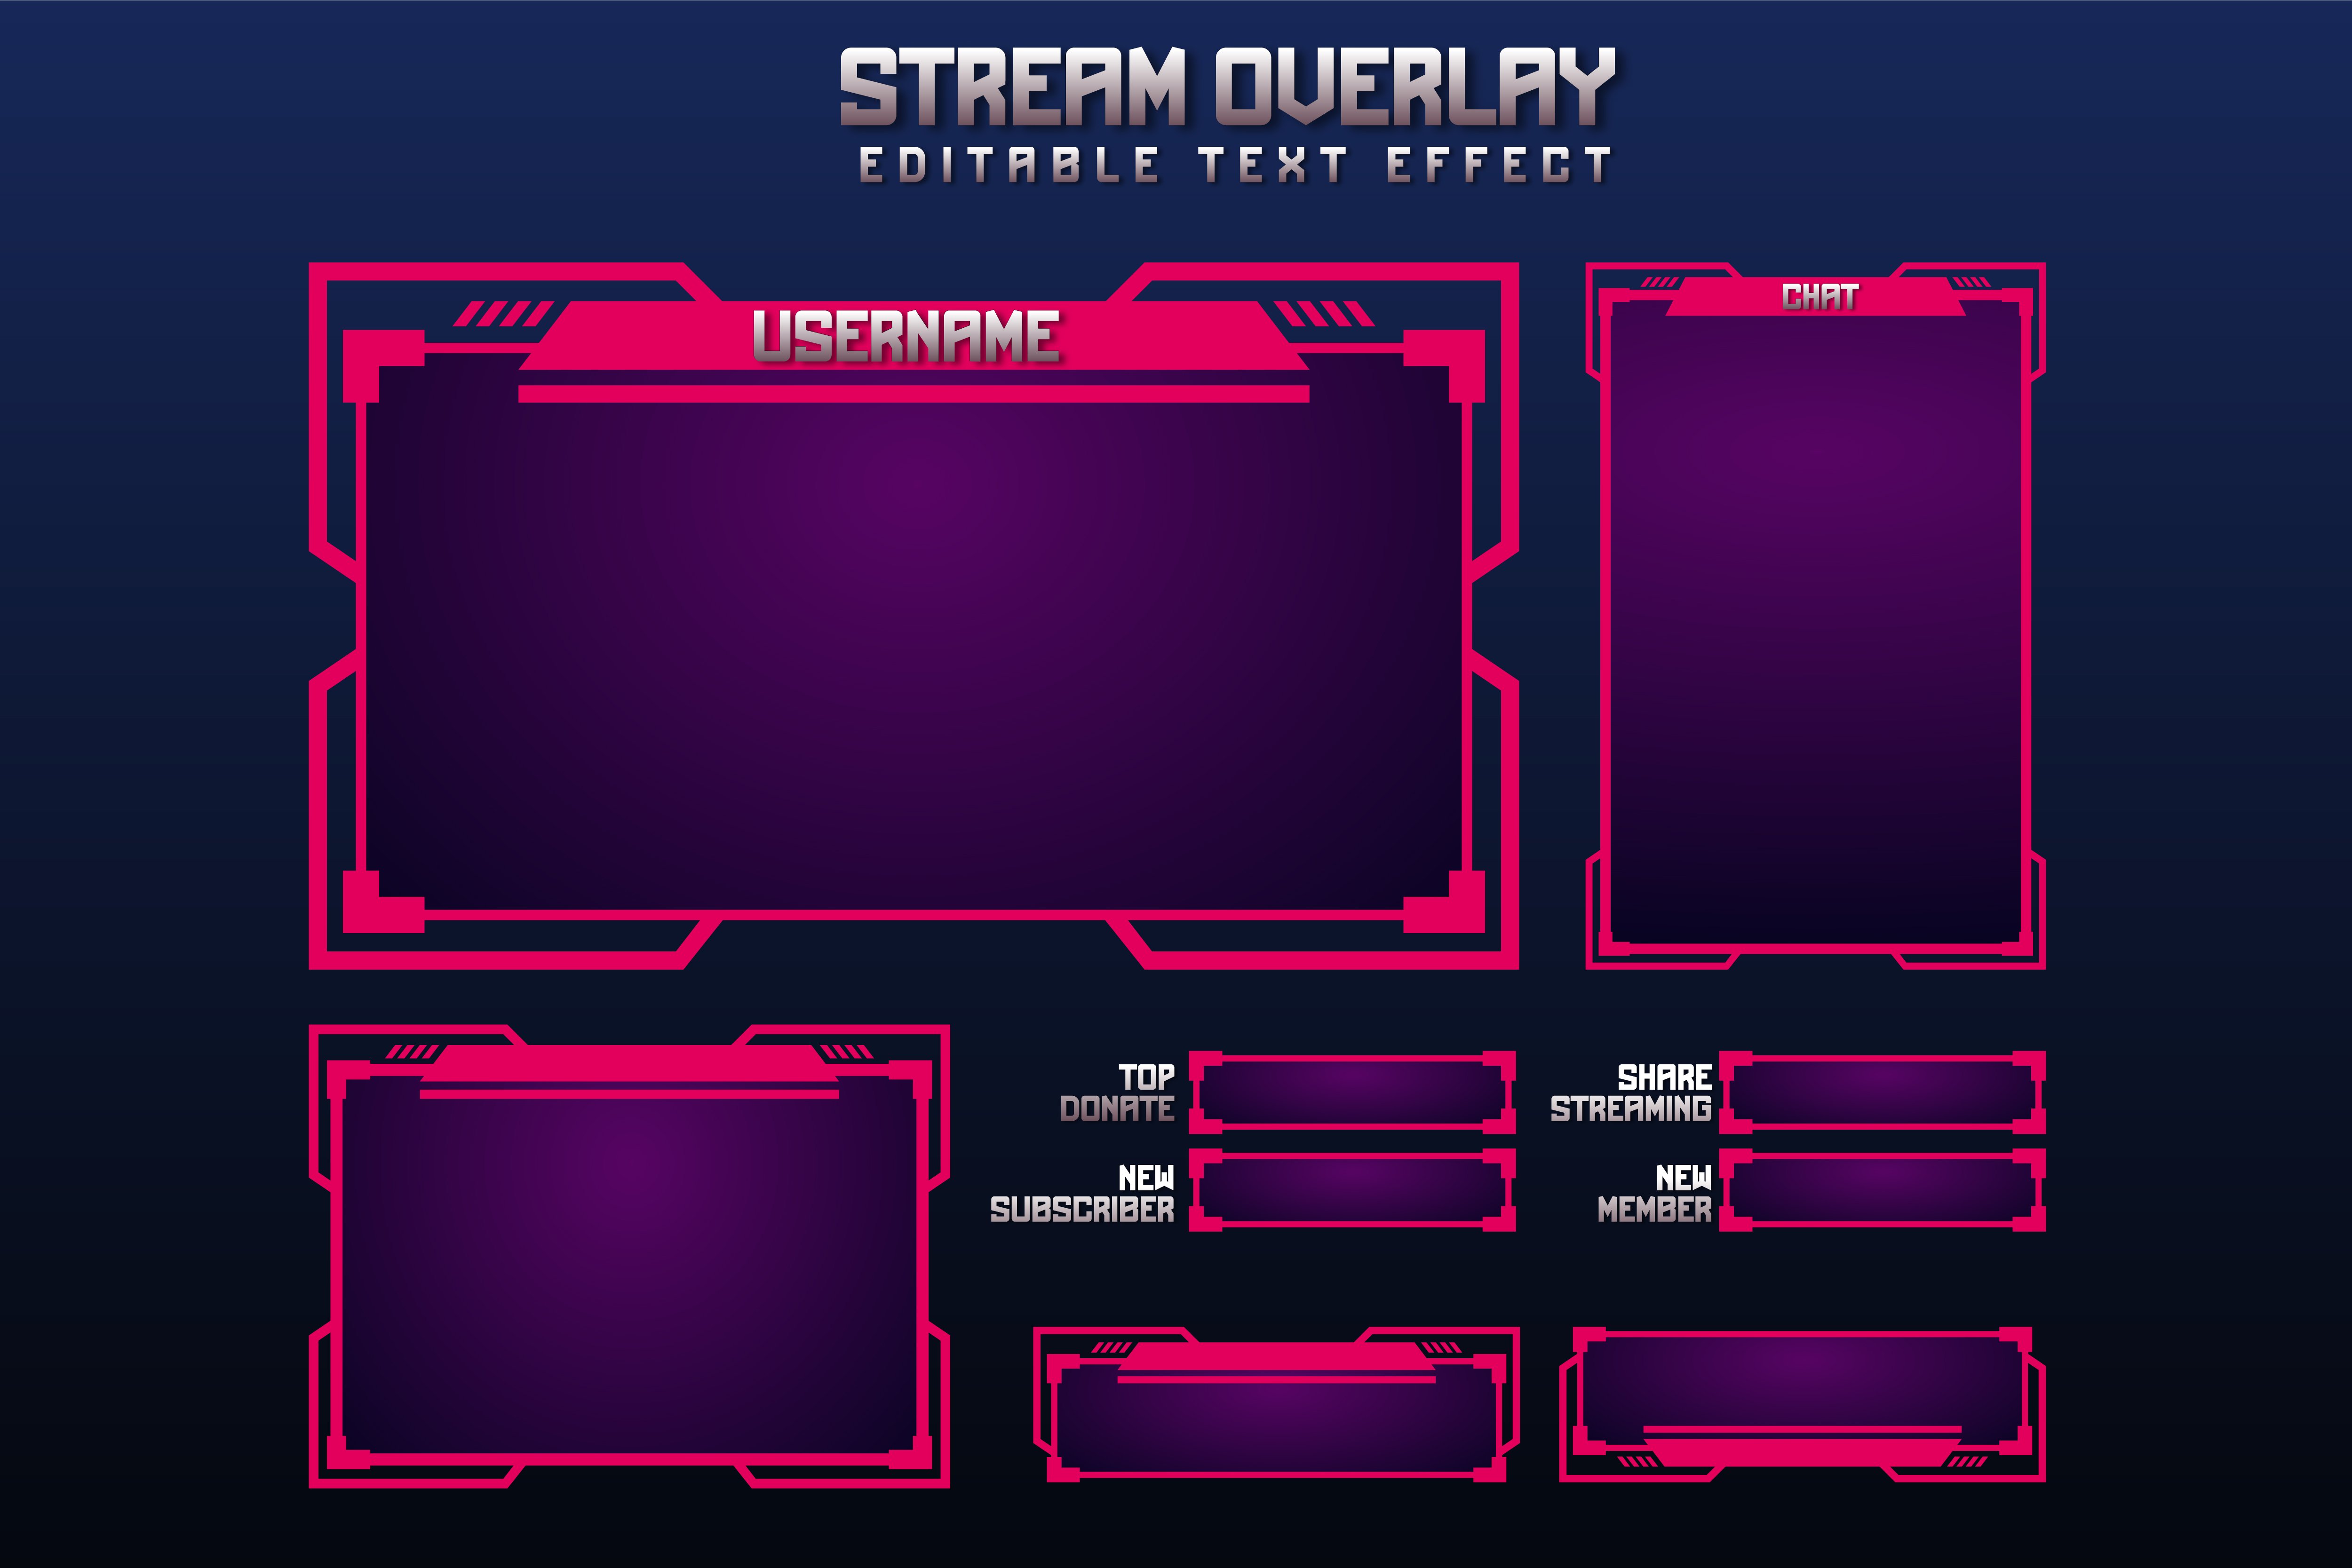 STREAM OVERLAY
EDITABLE TEXT EFFECT
USERNAME
CHAT
TOP
DONATE
SHARE
STREAMING
NEW
SUBSCRIBER
NEW
MEMBER